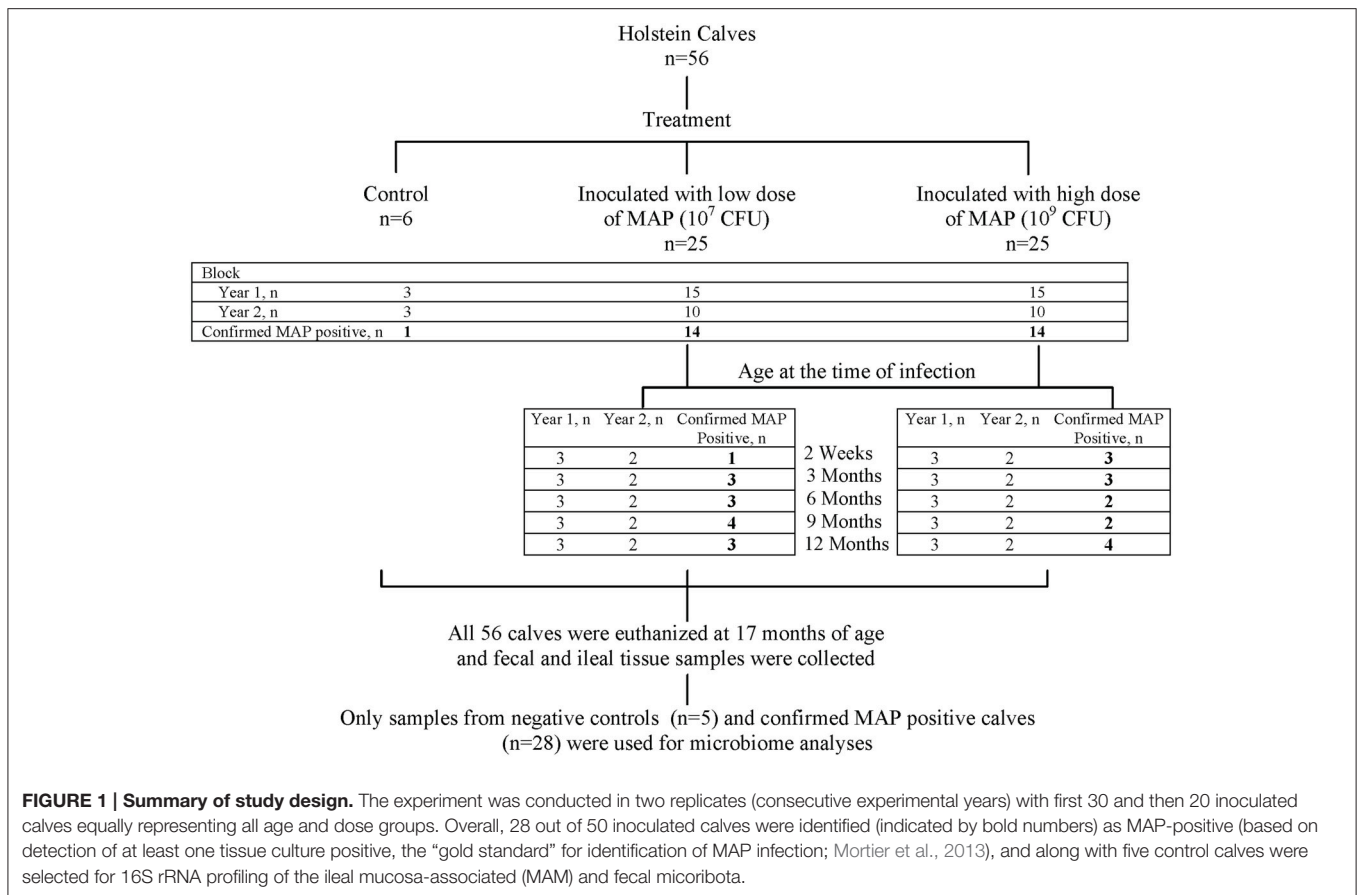 Holstein Calves
n=56
Treatment
Control
n=6
Inoculated with low dose
of MAP (10⁷ CFU)
n=25
Inoculated with high dose
of MAP (10⁹ CFU)
n=25
Block
Year 1, n 3 15 15
Year 2, n 3 10 10
Confirmed MAP positive, n 1 14 14
Age at the time of infection
Year 1, n Year 2, n Confirmed MAP Year 1, n Year 2, n Confirmed MAP
Positive, n Positive, n
3 2 1 2 Weeks 3 2 3
3 2 3 3 Months 3 2 3
3 2 3 6 Months 3 2 2
3 2 4 9 Months 3 2 2
3 2 3 12 Months 3 2 4
All 56 calves were euthanized at 17 months of age
and fecal and ileal tissue samples were collected
Only samples from negative controls (n=5) and confirmed MAP positive calves
(n=28) were used for microbiome analyses
FIGURE 1 | Summary of study design. The experiment was conducted in two replicates (consecutive experimental years) with first 30 and then 20 inoculated
calves equally representing all age and dose groups. Overall, 28 out of 50 inoculated calves were identified (indicated by bold numbers) as MAP-positive (based on
detection of at least one tissue culture positive, the “gold standard” for identification of MAP infection; Mortier et al., 2013), and along with five control calves were
selected for 16S rRNA profiling of the ileal mucosa-associated (MAM) and fecal micoribota.